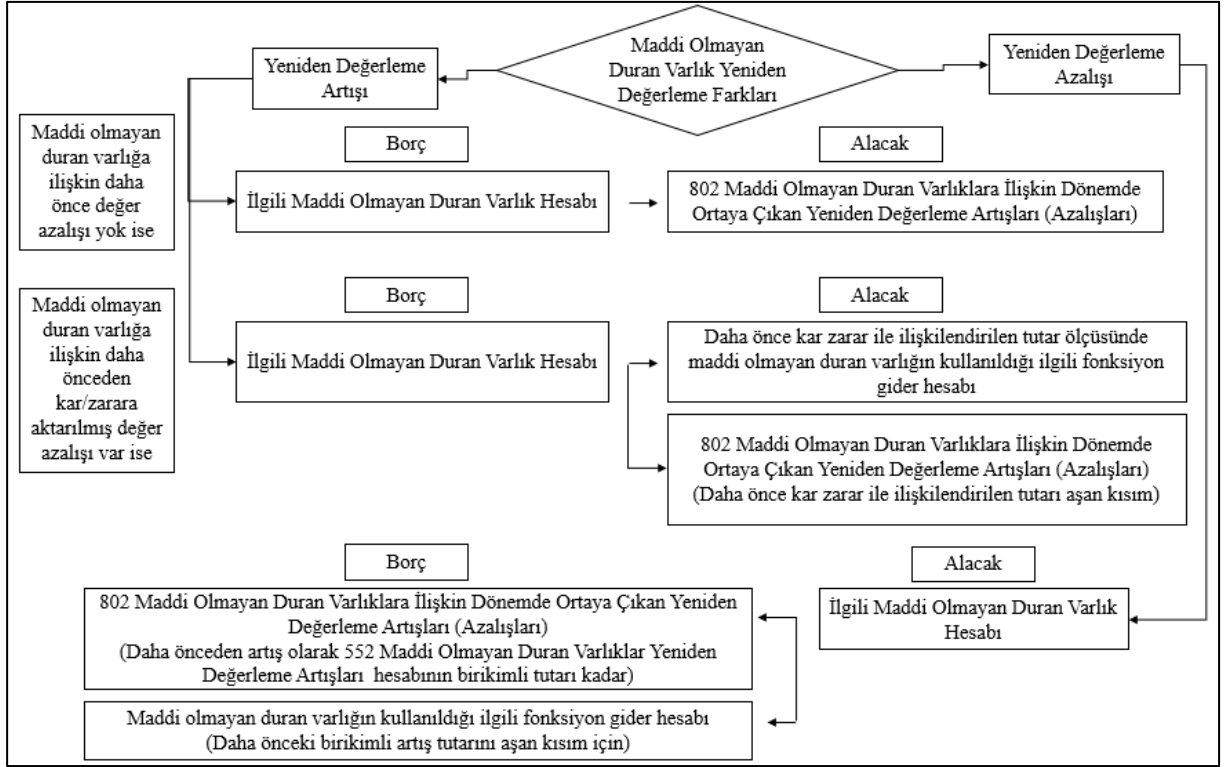 Maddi Olmayan
Duran Varlık Yeniden
Değerleme Farkları
Yeniden Değerleme
Artışı
Yeniden Değerleme
Azalışı
Maddi olmayan
duran varlığa
ilişkin daha
önce değer
azalışı yok ise
Borç
Alacak
İlgili Maddi Olmayan Duran Varlık Hesabı
802 Maddi Olmayan Duran Varlıklara İlişkin Dönemde
Ortaya Çıkan Yeniden Değerleme Artışları (Azalışları)
Maddi olmayan
duran varlığa
ilişkin daha
önceden
kar/zarara
aktarılmış değer
azalışı var ise
Borç
Alacak
İlgili Maddi Olmayan Duran Varlık Hesabı
Daha önce kar zarar ile ilişkilendirilen tutar ölçüsünde
maddi olmayan duran varlığın kullanıldığı ilgili fonksiyon
gider hesabı
802 Maddi Olmayan Duran Varlıklara İlişkin Dönemde
Ortaya Çıkan Yeniden Değerleme Artışları (Azalışları)
(Daha önce kar zarar ile ilişkilendirilen tutarı aşan kısım)
Borç
Alacak
802 Maddi Olmayan Duran Varlıklara İlişkin Dönemde Ortaya Çıkan Yeniden
Değerleme Artışları (Azalışları)
(Daha önceden artış olarak 552 Maddi Olmayan Duran Varlıklar Yeniden
Değerleme Artışları hesabının birikimli tutarı kadar)
İlgili Maddi Olmayan Duran Varlık
Hesabı
Maddi olmayan duran varlığın kullanıldığı ilgili fonksiyon gider hesabı
(Daha önceki birikimli artış tutarını aşan kısım için)